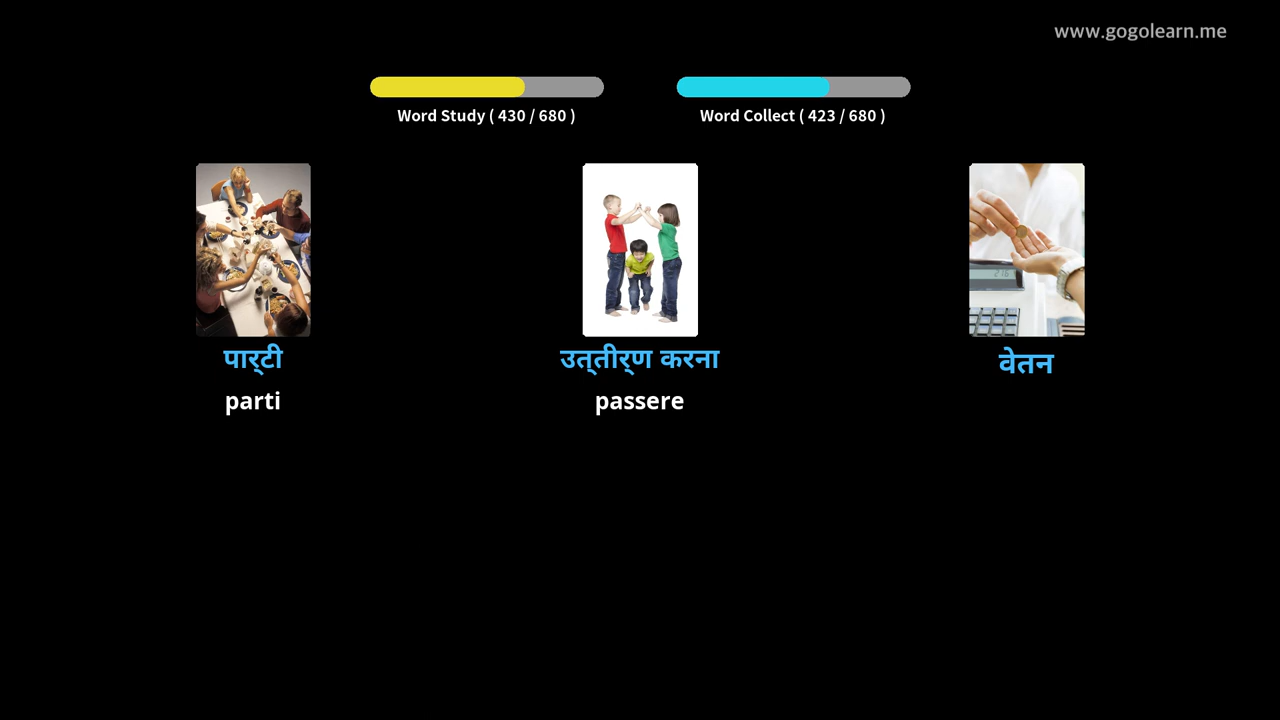 www.gogolearn.me
Word Study ( 430 / 680 ) Word Collect ( 423 / 680 )
पार्‍टी उत्‍तीर्‍ण करना वेतन
parti passere